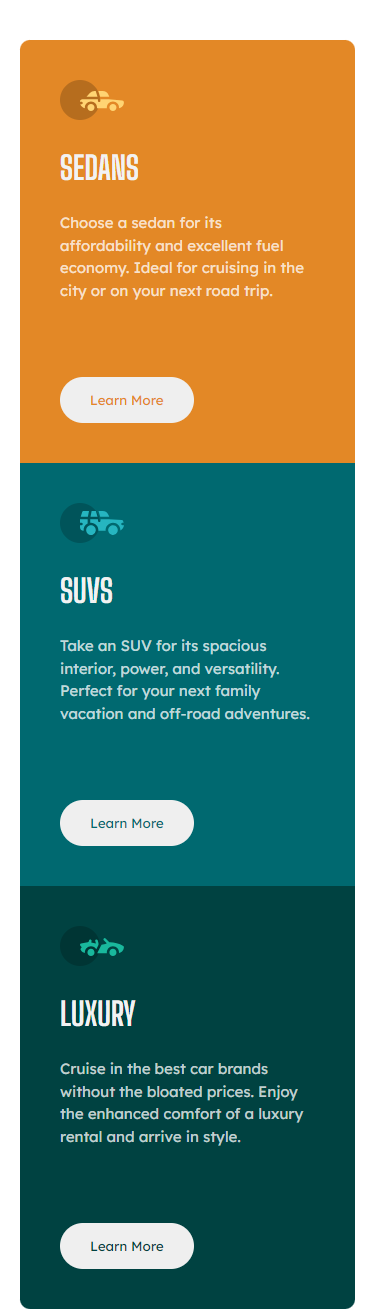 SEDANS
Choose a sedan for its
affordability and excellent fuel
economy. Ideal for cruising in the
city or on your next road trip.
Learn More
SUVS
Take an SUV for its spacious
interior, power, and versatility.
Perfect for your next family
vacation and off-road adventures.
Learn More
LUXURY
Cruise in the best car brands
without the bloated prices. Enjoy
the enhanced comfort of a luxury
rental and arrive in style.
Learn More